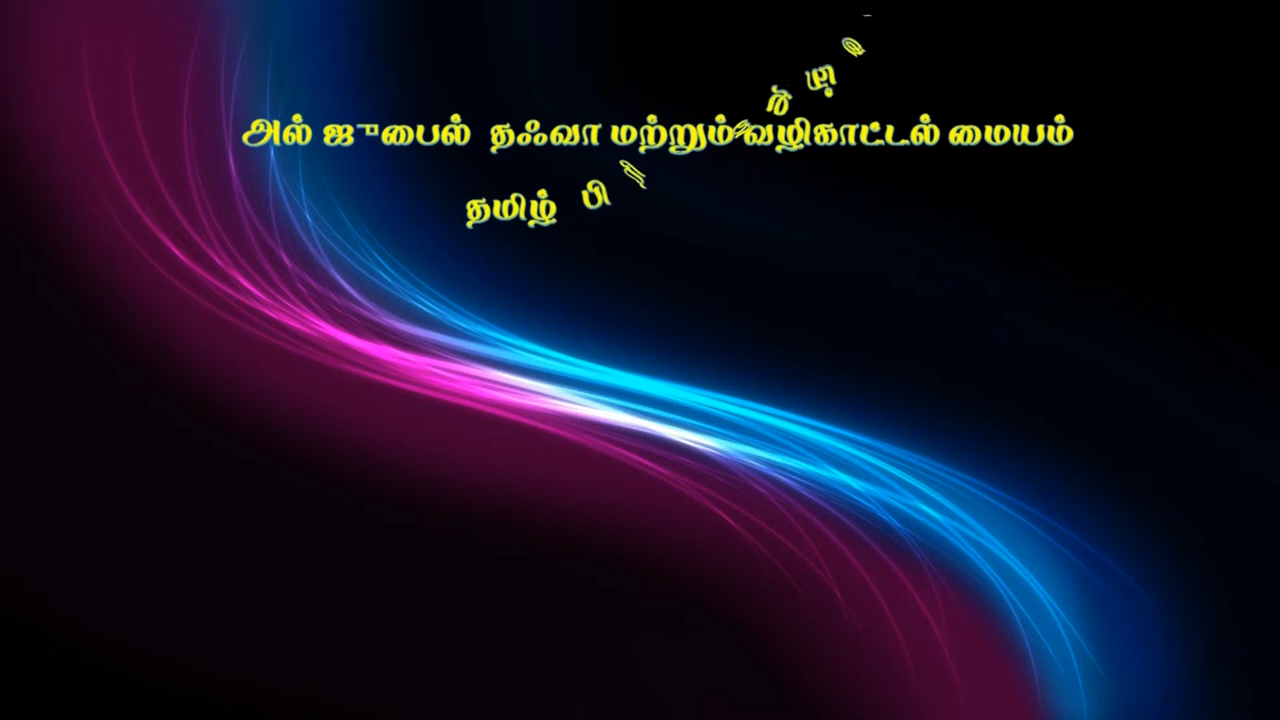 அல் ஜுபைல் தஃவா மற்றும் வழிகாட்டல் மையம்
தமிழ்